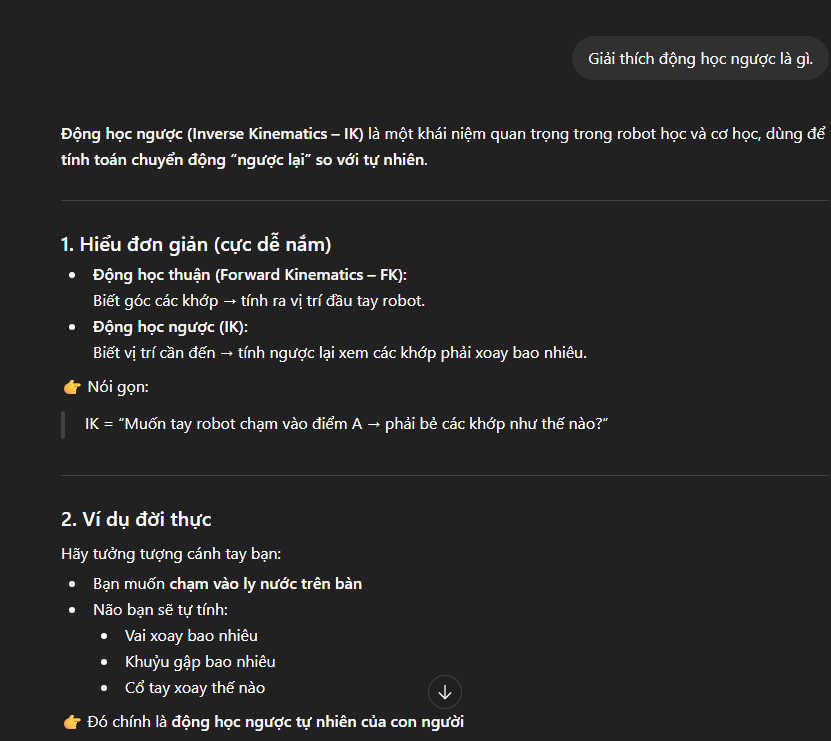 Giải thích động học ngược là gì.
Động học ngược (Inverse Kinematics – IK) là một khái niệm quan trọng trong robot học và cơ học, dùng để
tính toán chuyển động “ngược lại” so với tự nhiên.
1. Hiểu đơn giản (cực dễ nắm)
• Động học thuận (Forward Kinematics – FK):
Biết góc các khớp → tính ra vị trí đầu tay robot.
• Động học ngược (IK):
Biết vị trí cần đến → tính ngược lại xem các khớp phải xoay bao nhiêu.
👉 Nói gọn:
IK = “Muốn tay robot chạm vào điểm A → phải bẻ các khớp như thế nào?”
2. Ví dụ đời thực
Hãy tưởng tượng cánh tay bạn:
• Bạn muốn chạm vào ly nước trên bàn
• Não bạn sẽ tự tính:
• Vai xoay bao nhiêu
• Khuỷu gập bao nhiêu
• Cổ tay xoay thế nào
👉 Đó chính là động học ngược tự nhiên của con người